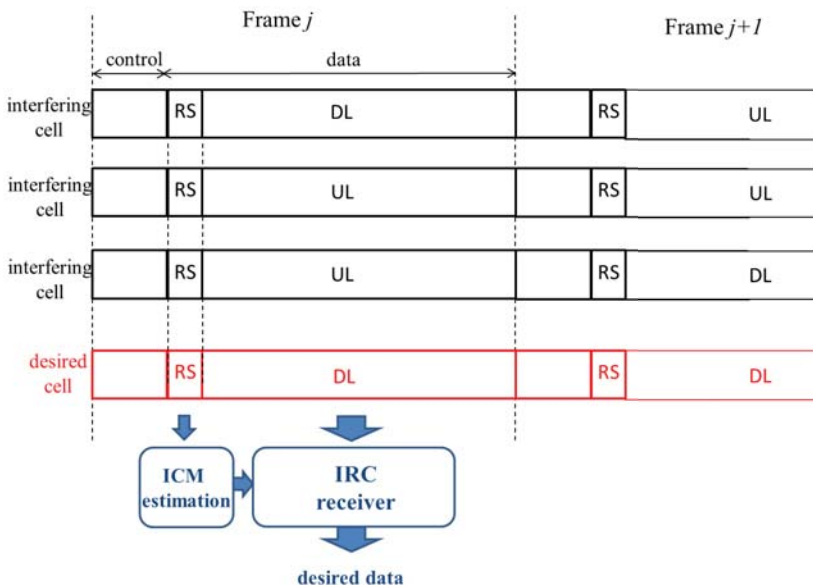 Frame j
Frame j+1
control
data
interfering
cell
RS
DL
RS
UL
interfering
cell
RS
UL
RS
UL
interfering
cell
RS
UL
RS
DL
desired
cell
RS
DL
RS
DL
ICM
estimation
IRC
receiver
desired data